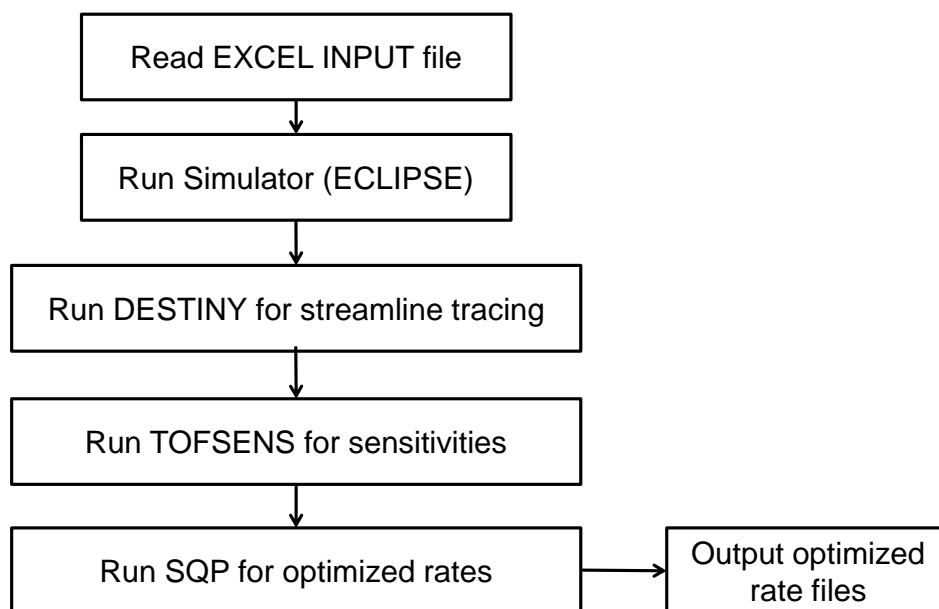 Read EXCEL INPUT file
Run Simulator (ECLIPSE)
Run DESTINY for streamline tracing
Run TOFSENS for sensitivities
Run SQP for optimized rates
Output optimized
rate files